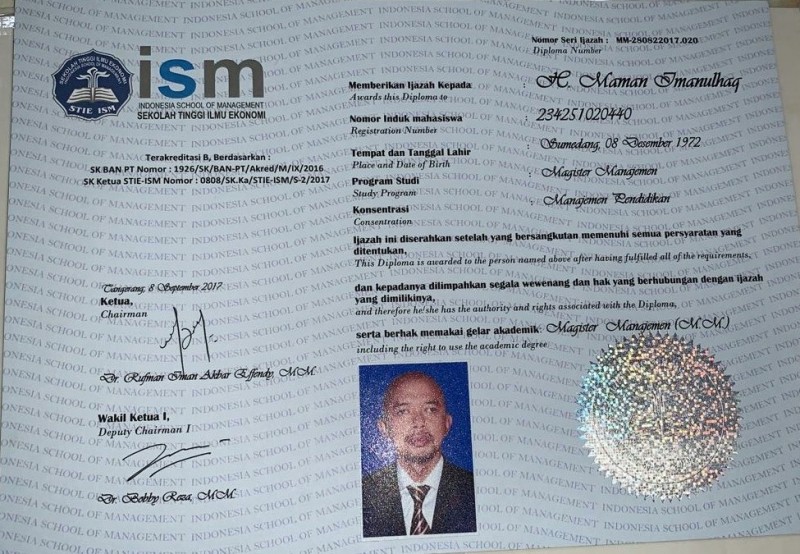 SEKOLAH TINGGI ILMU EKONOMI
STIE ISM
ism
INDONESIA SCHOOL OF MANAGEMENT
SEKOLAH TINGGI ILMU EKONOMI
Terakreditasi B, Berdasarkan :
SK BAN PT Nomor : 1926/SK/BAN-PT/Akred/M/IX/2016
SK Ketua STIE-ISM Nomor : 0808/SK.Ka/STIE-ISM/S-2/2017
Nomor Seri Ijazah : MM-280822017.020
Diploma Number
Memberikan Ijazah Kepada : H. Maman Imanulhaq
Awards this Diploma to
Nomor Induk mahasiswa : 234251020440
Registration Number
Tempat dan Tanggal Lahir : Sumedang, 08 Desember 1972
Place and Date of Birth
Program Studi : Magister Manajemen
Study Program
Konsentrasi : Manajemen Pendidikan
Consentration
Ijazah ini diserahkan setelah yang bersangkutan memenuhi semua persyaratan yang
ditentukan,
This Diploma is awarded to the person named above after having fulfilled all of the requirements,
dan kepadanya dilimpahkan segala wewenang dan hak yang berhubungan dengan ijazah
yang dimilikinya,
and therefore he/she has the authority and rights associated with the Diploma,
serta berhak memakai gelar akademik: Magister Manajemen (M.M.)
including the right to use the academic degree
Tangerang, 8 September 2017
Ketua,
Chairman
Dr. Rufman Iman Akbar Effendy, M.M.
Wakil Ketua I,
Deputy Chairman I
Dr. Bobby Reza, M.M.
INDONESIA SCHOOL OF MANAGEMENT